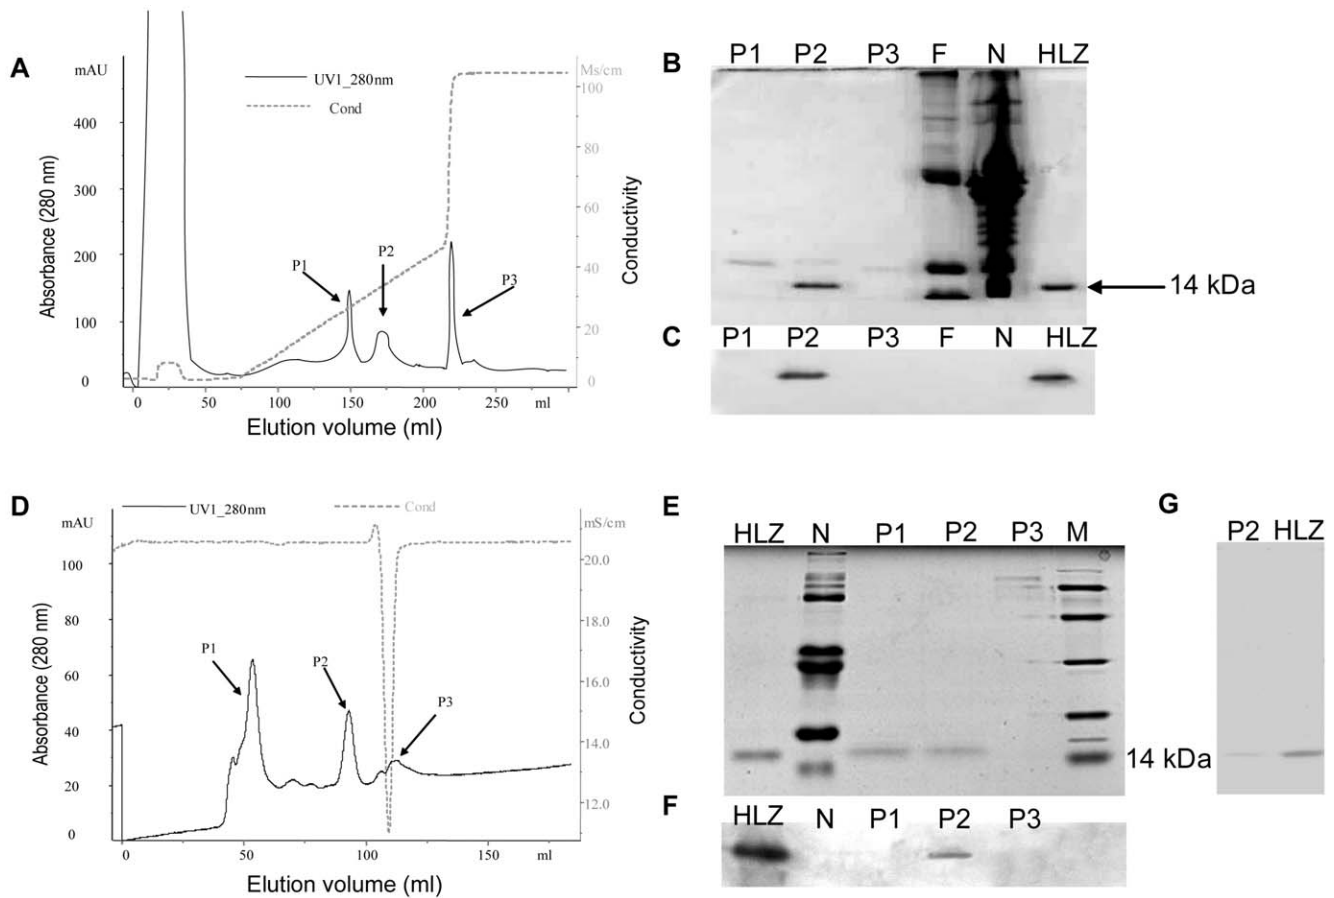 A
mAU
UV1_280nm
Cond
Ms/cm
100
80
60
40
20
0
400
300
200
100
0
P1
P2
P3
Absorbance (280 nm)
Conductivity
0 50 100 150 200 250 ml
Elution volume (ml)
B
P1 P2 P3 F N HLZ
14 kDa
C
P1 P2 P3 F N HLZ
D
mAU
UV1_280nm
Cond
mS/cm
20.0
18.0
16.0
14.0
12.0
100
80
60
40
20
0
P1
P2
P3
Absorbance (280 nm)
Conductivity
0 50 100 150 ml
Elution volume (ml)
E
HLZ N P1 P2 P3 M
14 kDa
F
HLZ N P1 P2 P3
G
P2 HLZ